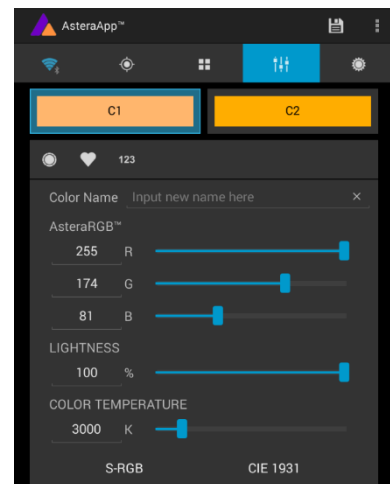 AsteraApp™
C1 C2
123
Color Name Input new name here ×
AsteraRGB™
255 R
174 G
81 B
LIGHTNESS
100 %
COLOR TEMPERATURE
3000 K
S-RGB CIE 1931